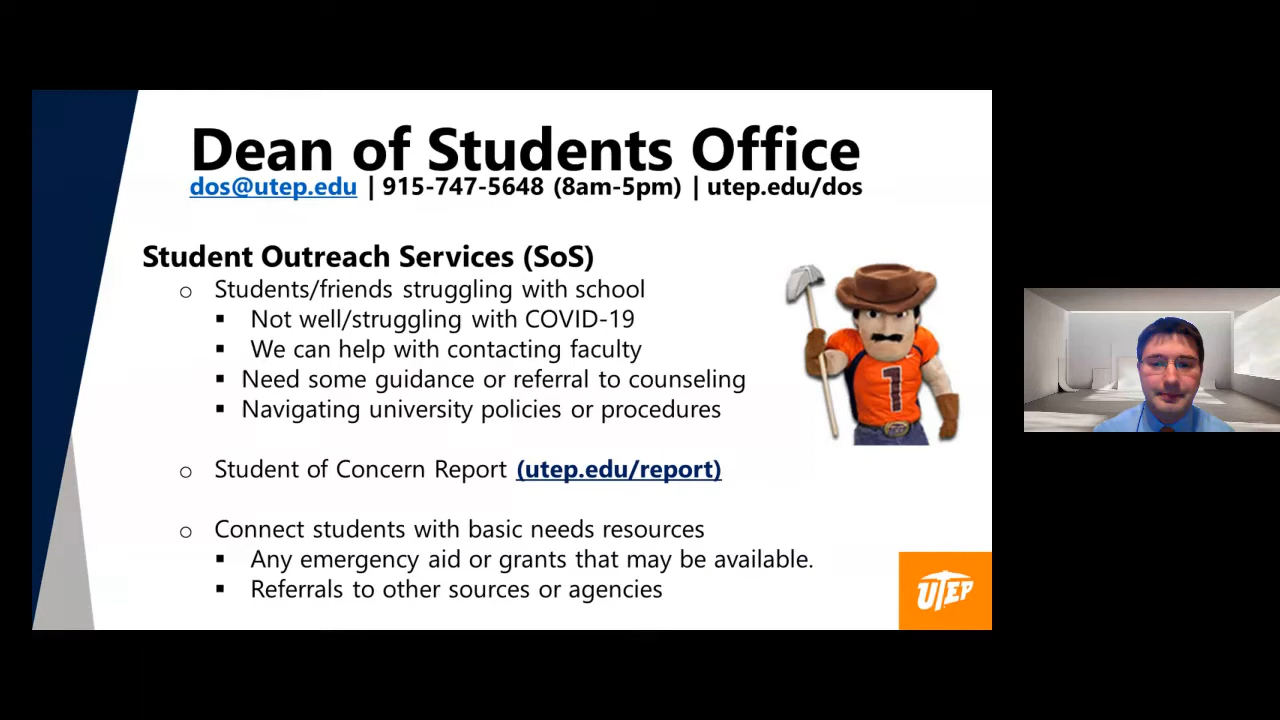 Dean of Students Office
dos@utep.edu | 915-747-5648 (8am-5pm) | utep.edu/dos
Student Outreach Services (SoS)
Students/friends struggling with school
Not well/struggling with COVID-19
We can help with contacting faculty
Need some guidance or referral to counseling
Navigating university policies or procedures
1
Student of Concern Report (utep.edu/report)
Connect students with basic needs resources
Any emergency aid or grants that may be available.
Referrals to other sources or agencies
UTEP